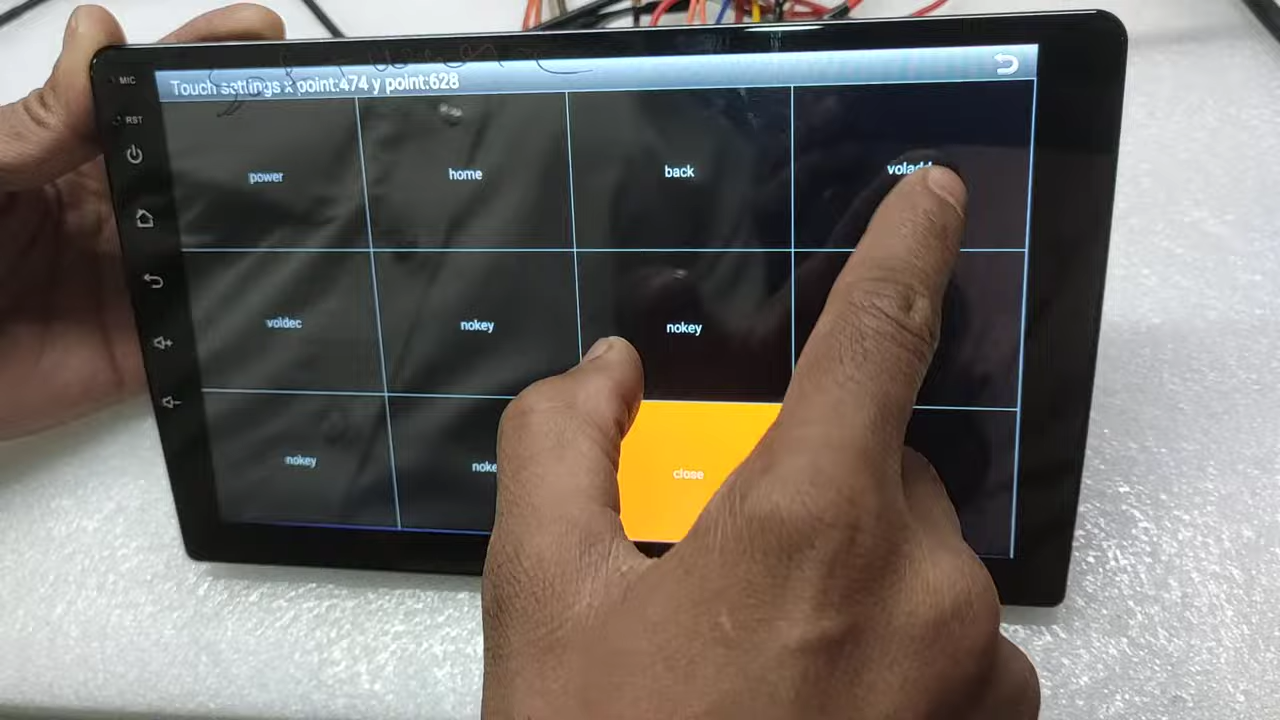 MIC
RST
Touch settings x point:474 y point:628
power
home
back
voldec
nokey
nokey
nokey
close